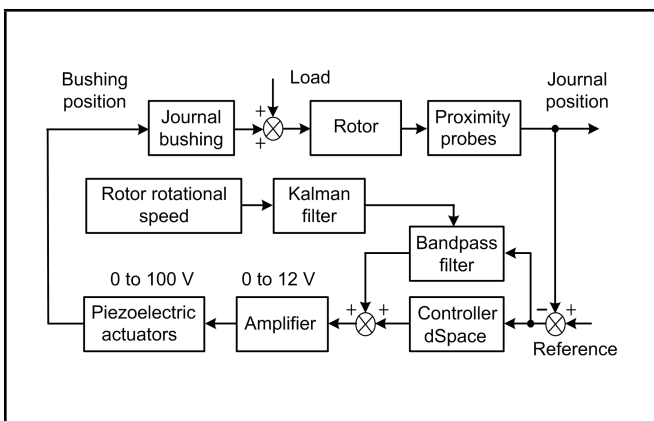 Bushing
position
Load
Journal
position
Journal
bushing
+
+
Rotor
Proximity
probes
Rotor rotational
speed
Kalman
filter
Bandpass
filter
0 to 100 V
0 to 12 V
Piezoelectric
actuators
Amplifier
+
+
Controller
dSpace
−
+
Reference